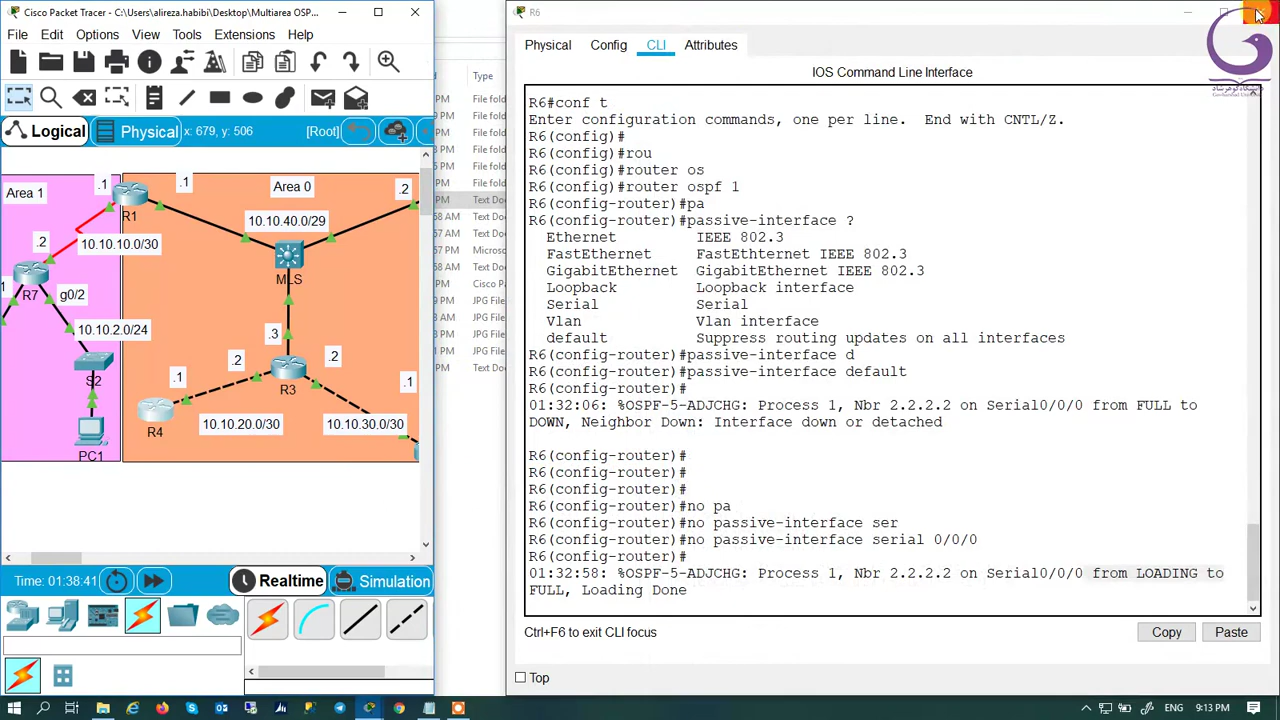 Cisco Packet Tracer - C:\Users\alireza.habibi\Desktop\Multiarea OSP...
File Edit Options View Tools Extensions Help
Logical Physical x: 679, y: 506 [Root]
Area 1
.1
R1
.1
Area 0
.2
10.10.40.0/29
.2
10.10.10.0/30
MLS
R7
g0/2
10.10.2.0/24
.3
S2
PC1
.2
R3
.2
.1
.1
R4
10.10.20.0/30
10.10.30.0/30
Time: 01:38:41
Realtime
Simulation
Type
File folder
Text Doc
Microso
Cisco Pa
JPG File
R6
Physical Config CLI Attributes
IOS Command Line Interface
R6#conf t
Enter configuration commands, one per line. End with CNTL/Z.
R6(config)#
R6(config)#rou
R6(config)#router os
R6(config)#router ospf 1
R6(config-router)#pa
R6(config-router)#passive-interface ?
Ethernet IEEE 802.3
FastEthernet FastEthternet IEEE 802.3
GigabitEthernet GigabitEthernet IEEE 802.3
Loopback Loopback interface
Serial Serial
Vlan Vlan interface
default Suppress routing updates on all interfaces
R6(config-router)#passive-interface d
R6(config-router)#passive-interface default
R6(config-router)#
01:32:06: %OSPF-5-ADJCHG: Process 1, Nbr 2.2.2.2 on Serial0/0/0 from FULL to
DOWN, Neighbor Down: Interface down or detached
R6(config-router)#
R6(config-router)#
R6(config-router)#
R6(config-router)#no pa
R6(config-router)#no passive-interface ser
R6(config-router)#no passive-interface serial 0/0/0
R6(config-router)#
01:32:58: %OSPF-5-ADJCHG: Process 1, Nbr 2.2.2.2 on Serial0/0/0 from LOADING to
FULL, Loading Done
Ctrl+F6 to exit CLI focus
Copy
Paste
Top
ENG 9:13 PM